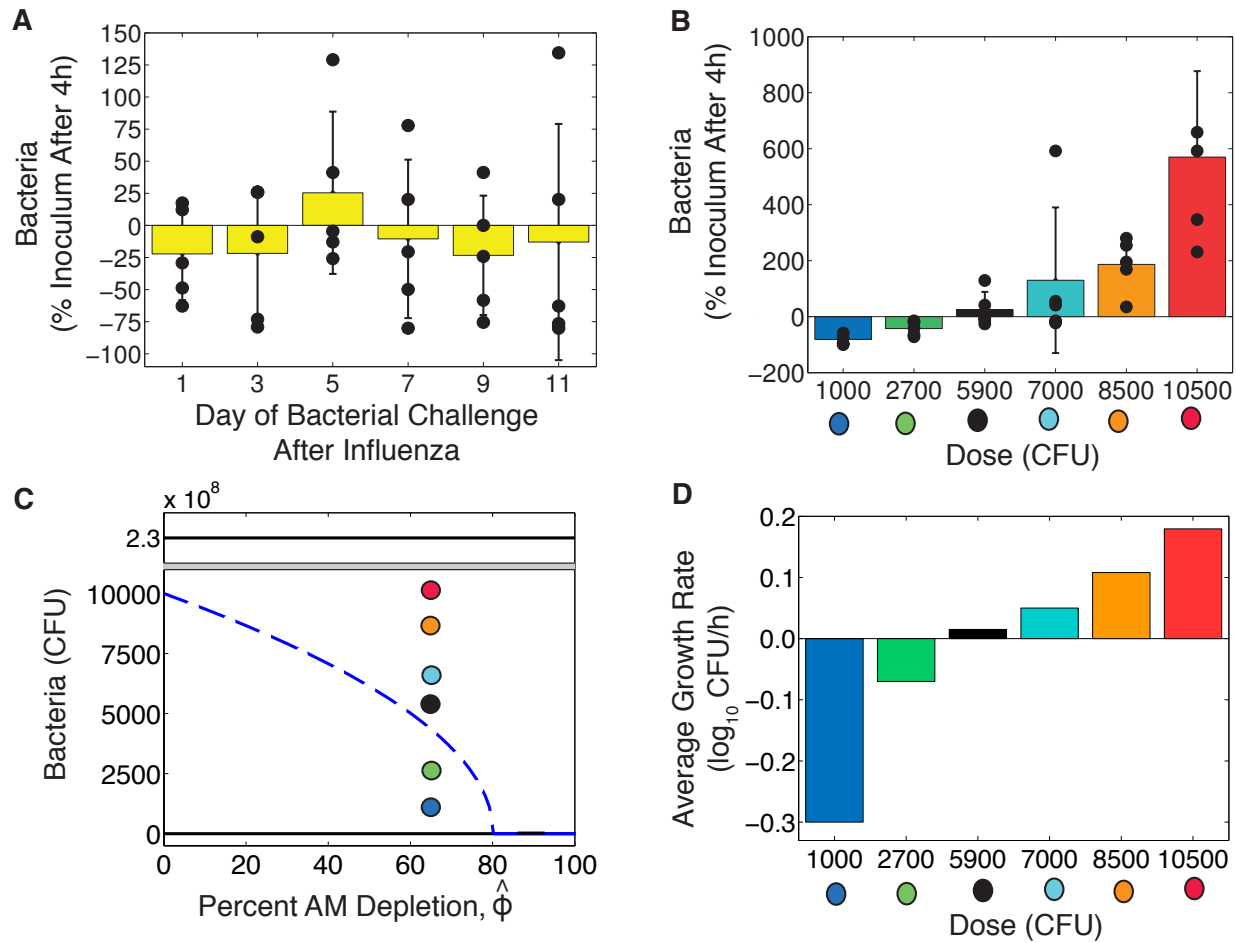 A
150
125
100
75
50
25
0
−25
−50
−75
−100
Bacteria
(% Inoculum After 4h)
1 3 5 7 9 11
Day of Bacterial Challenge
After Influenza
B
1000
800
600
400
200
0
−200
Bacteria
(% Inoculum After 4h)
1000 2700 5900 7000 8500 10500
Dose (CFU)
C
x 10⁸
2.3
10000
7500
5000
2500
0
Bacteria (CFU)
0 20 40 60 80 100
Percent AM Depletion, ϕ̂
D
0.2
0.1
0.0
−0.1
−0.2
−0.3
Average Growth Rate
(log₁₀ CFU/h)
1000 2700 5900 7000 8500 10500
Dose (CFU)